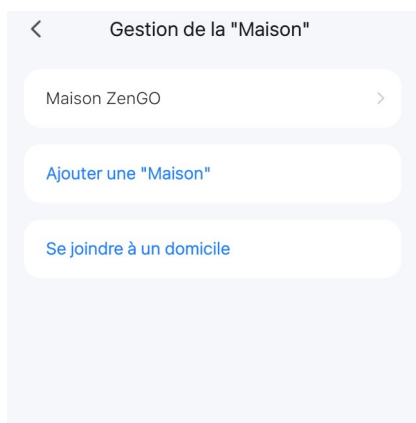 Gestion de la "Maison"
Maison ZenGO
Ajouter une "Maison"
Se joindre à un domicile